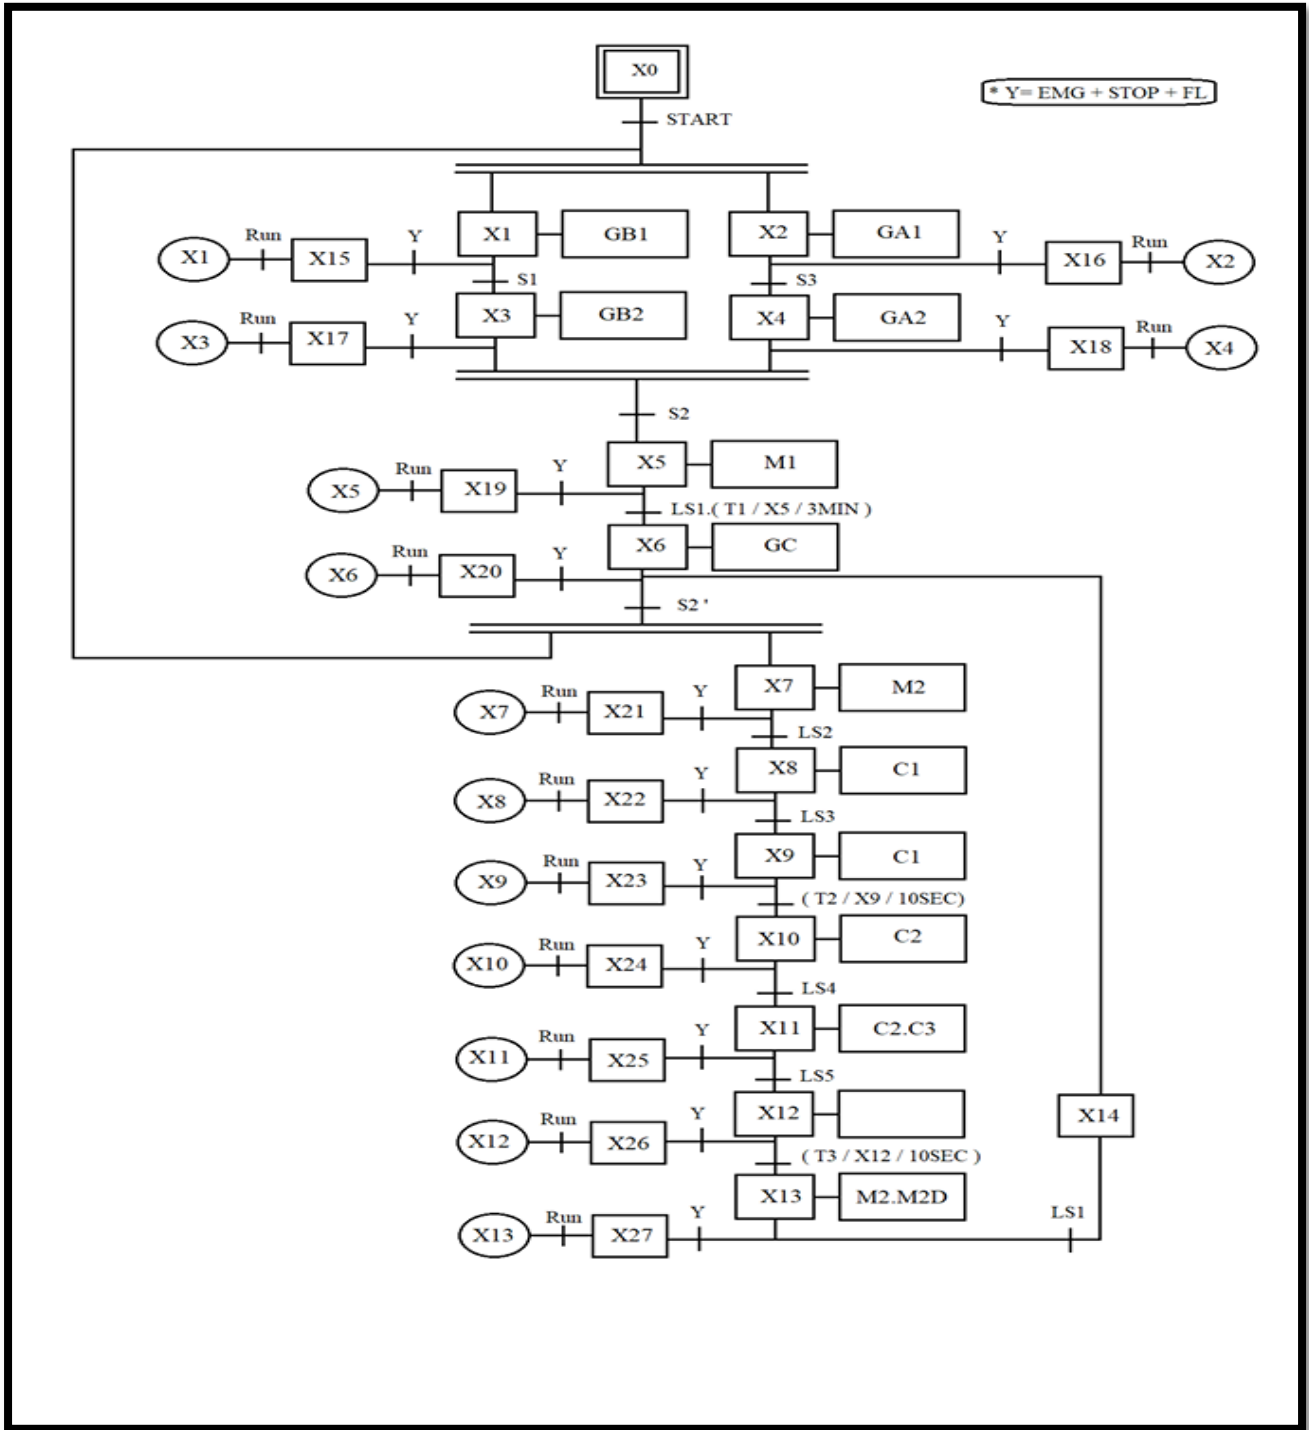 X0
* Y= EMG + STOP + FL
START
X1 GB1 X2 GA1
X1 Run X15 Y Y X16 Run X2
S1 S3
X3 GB2 X4 GA2
X3 Run X17 Y Y X18 Run X4
S2
X5 M1
X5 Run X19 Y
LS1.( T1 / X5 / 3MIN )
X6 GC
X6 Run X20 Y
S2 '
X7 M2
X7 Run X21 Y
LS2
X8 C1
X8 Run X22 Y
LS3
X9 C1
X9 Run X23 Y
( T2 / X9 / 10SEC)
X10 C2
X10 Run X24 Y
LS4
X11 C2.C3
X11 Run X25 Y
LS5
X12 X14
X12 Run X26 Y
( T3 / X12 / 10SEC )
X13 M2.M2D
X13 Run X27 Y LS1